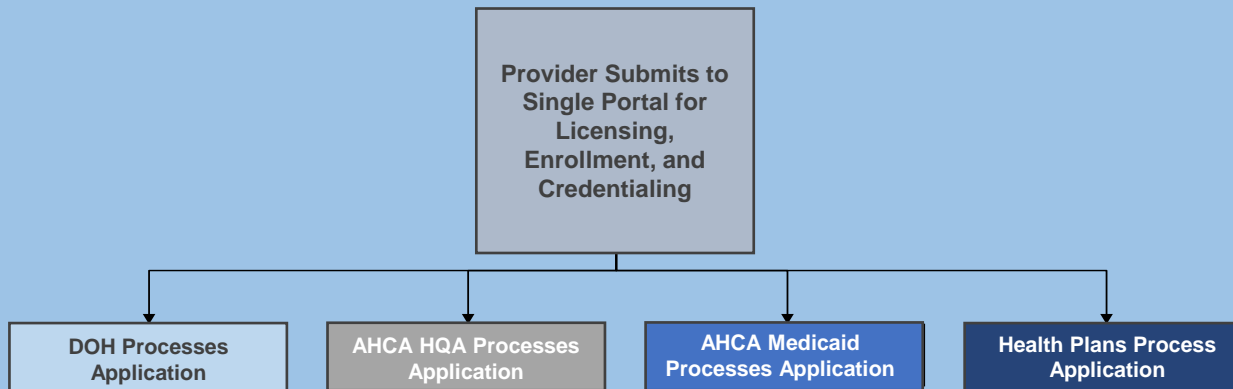 Provider Submits to
Single Portal for
Licensing,
Enrollment, and
Credentialing
DOH Processes
Application
AHCA HQA Processes
Application
AHCA Medicaid
Processes Application
Health Plans Process
Application